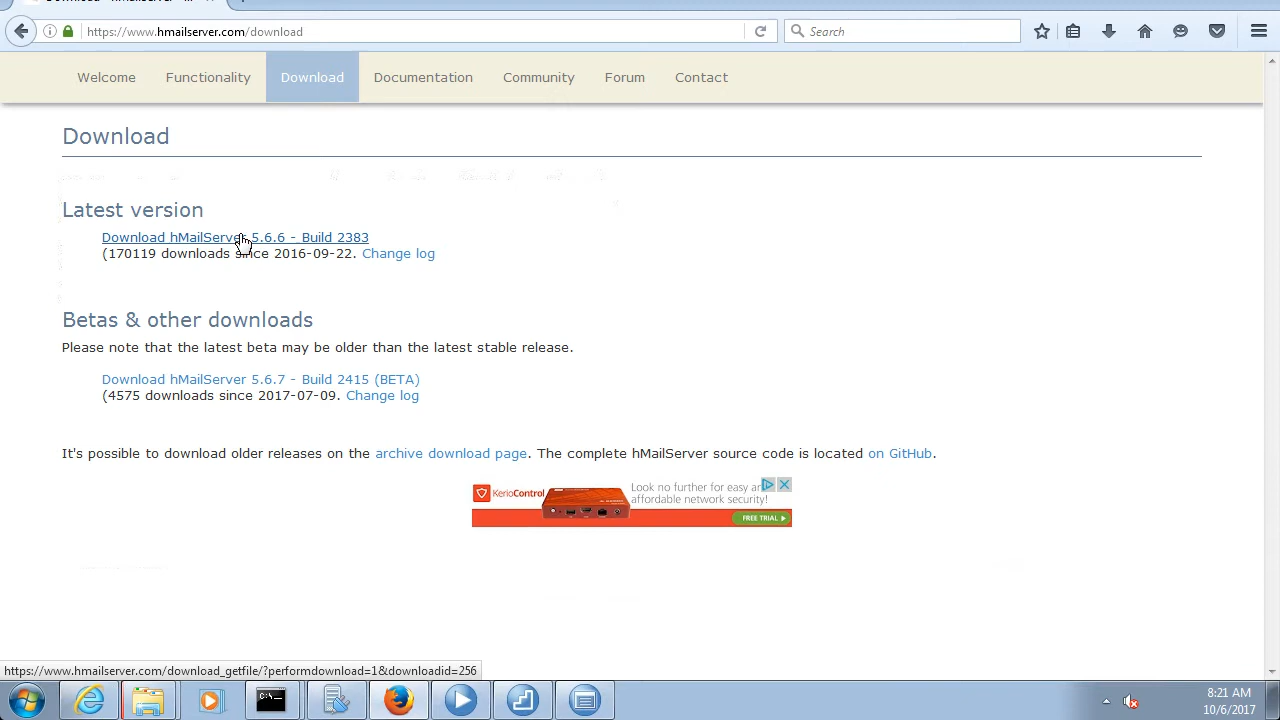 https://www.hmailserver.com/download
Search
Welcome
Functionality
Download
Documentation
Community
Forum
Contact
Download
Latest version
Download hMailServer 5.6.6 - Build 2383
(170119 downloads since 2016-09-22. Change log
Betas & other downloads
Please note that the latest beta may be older than the latest stable release.
Download hMailServer 5.6.7 - Build 2415 (BETA)
(4575 downloads since 2017-07-09. Change log
It's possible to download older releases on the archive download page. The complete hMailServer source code is located on GitHub.
KerioControl
Look no further for easy and
affordable network security!
FREE TRIAL
https://www.hmailserver.com/download_getfile/?performdownload=1&downloadid=256
C:\
8:21 AM
10/6/2017